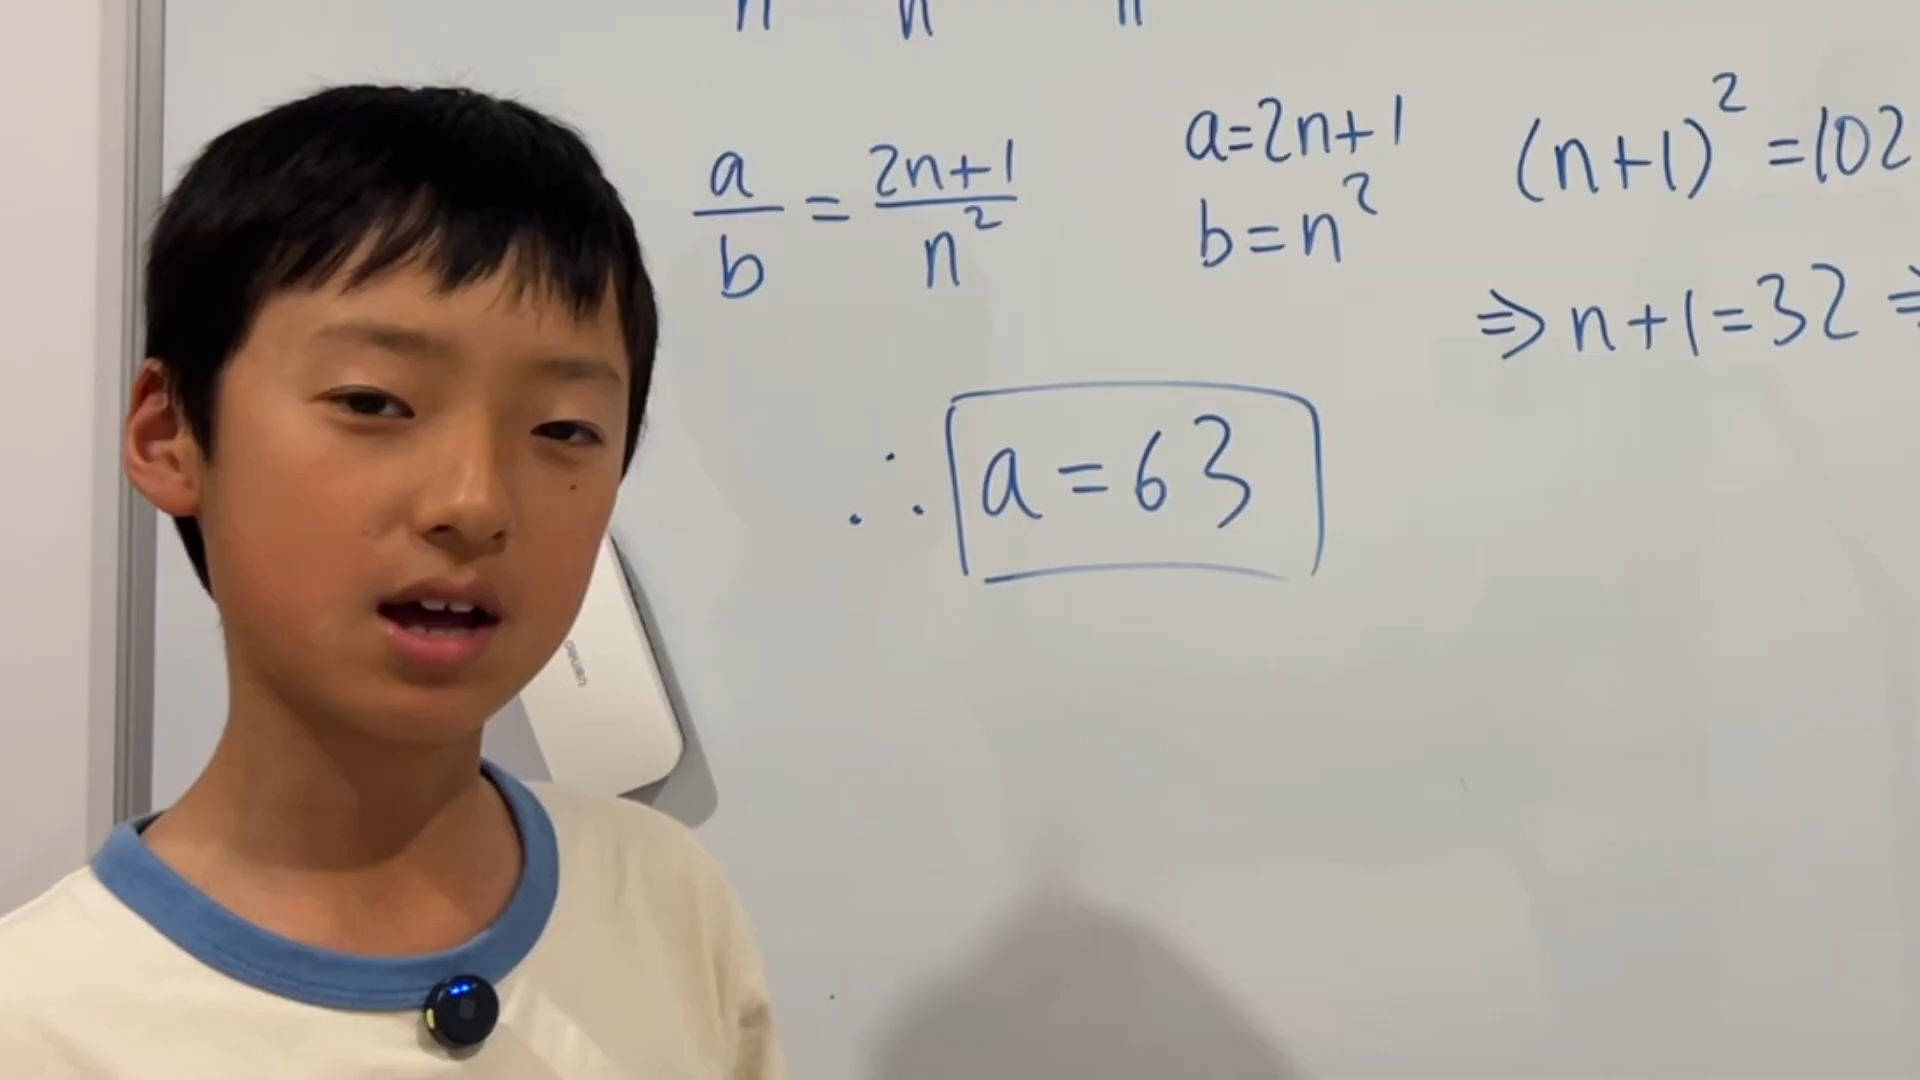 n n n
a/b = 2n+1/n²
a=2n+1
b=n²
(n+1)²=102
⇒n+1=32⇒
∴ a=63